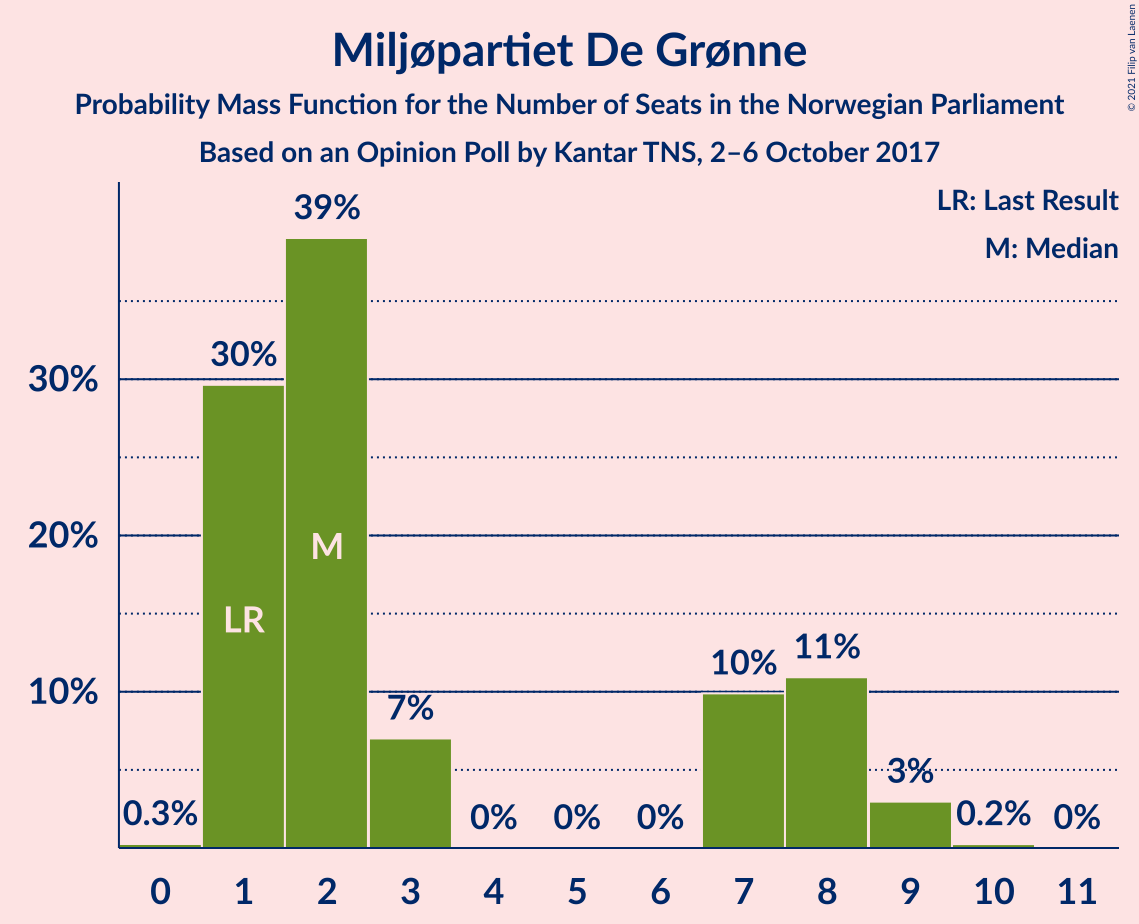 Miljøpartiet De Grønne
Probability Mass Function for the Number of Seats in the Norwegian Parliament
Based on an Opinion Poll by Kantar TNS, 2–6 October 2017
© 2021 Filip van Laenen
LR: Last Result
M: Median
39%
30%
30%
20%
10%
M
LR
7%
10%
11%
3%
0.3%
0%
0%
0%
0.2%
0%
0 1 2 3 4 5 6 7 8 9 10 11